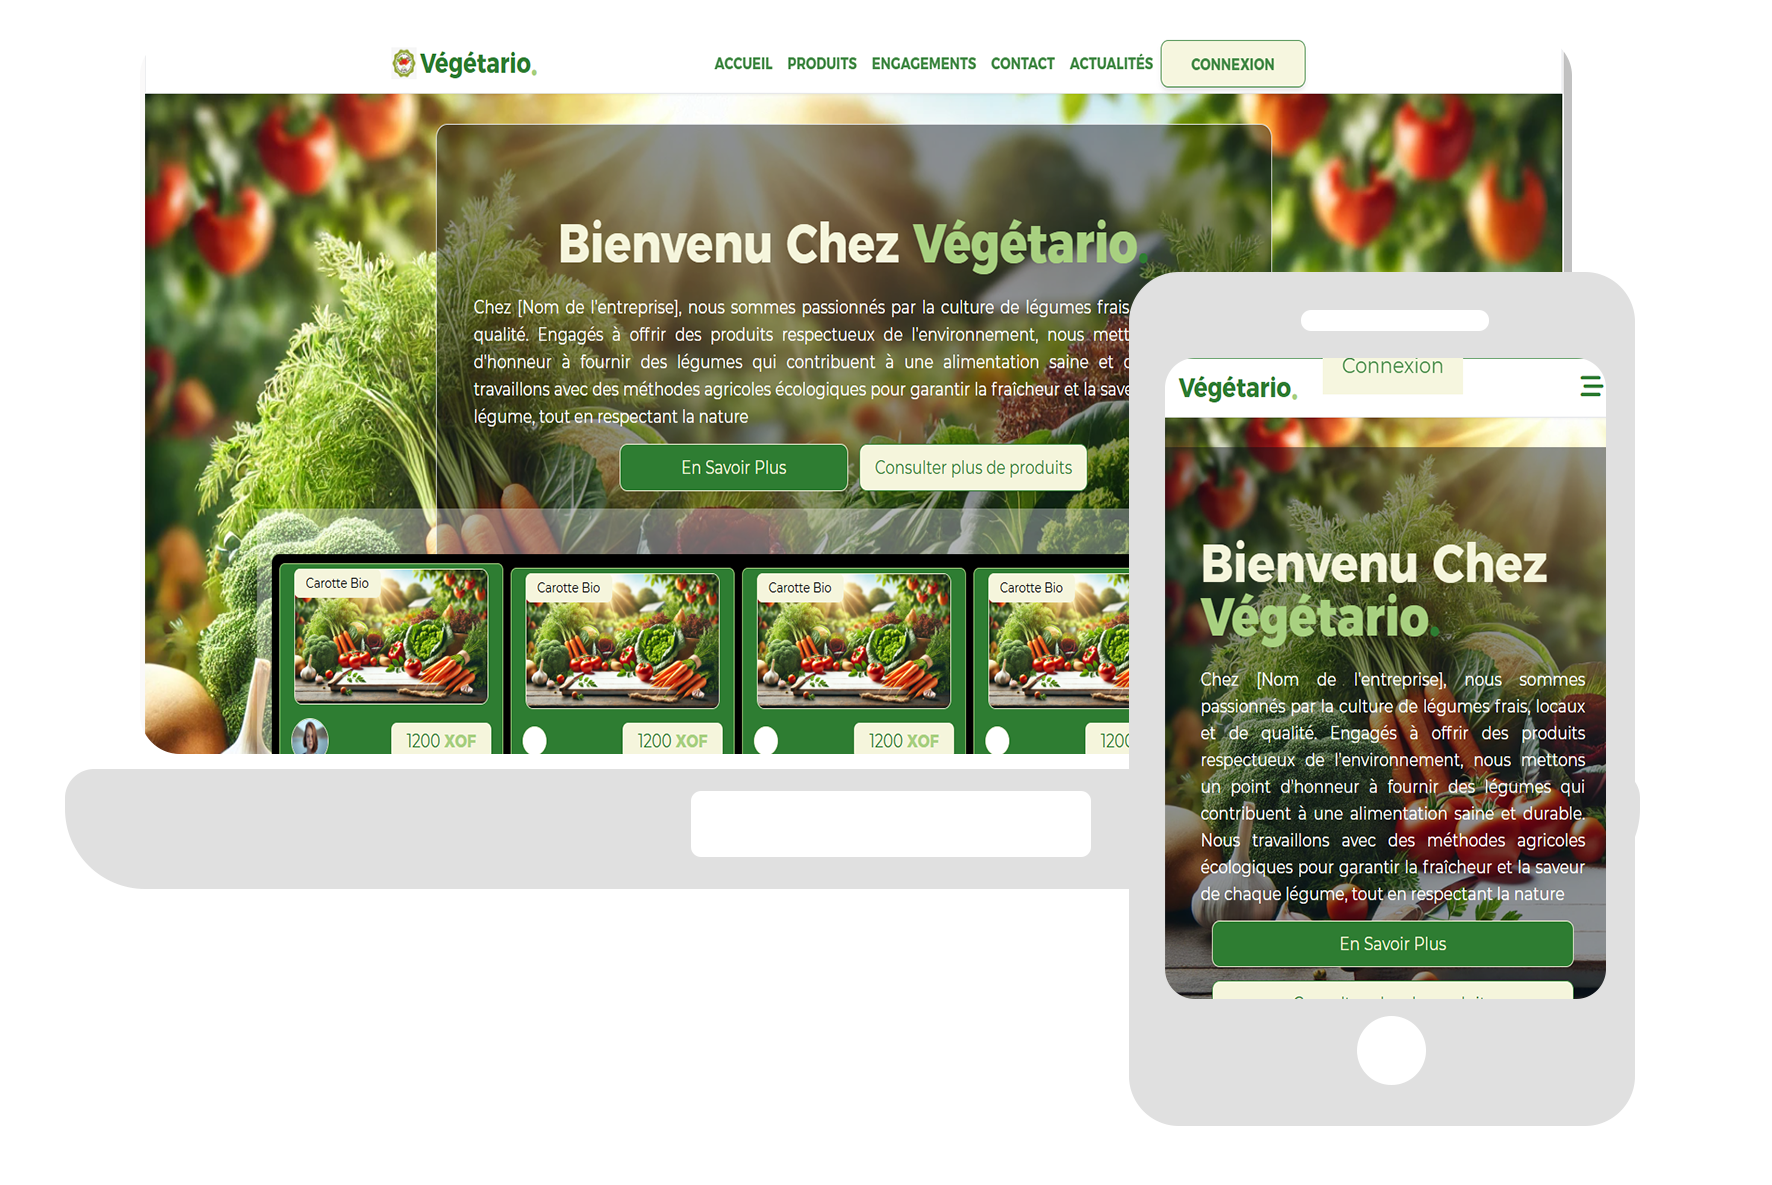 Végétario.
ACCUEIL PRODUITS ENGAGEMENTS CONTACT ACTUALITÉS CONNEXION
Bienvenu Chez Végétario.
Chez [Nom de l'entreprise], nous sommes passionnés par la culture de légumes frais
qualité. Engagés à offrir des produits respectueux de l'environnement, nous mett
d'honneur à fournir des légumes qui contribuent à une alimentation saine et
travaillons avec des méthodes agricoles écologiques pour garantir la fraîcheur et la save
légume, tout en respectant la nature
En Savoir Plus Consulter plus de produits
Carotte Bio Carotte Bio Carotte Bio Carotte Bio
1200 XOF 1200 XOF 1200 XOF 120
Connexion
Végétario.
Bienvenu Chez
Végétario.
Chez [Nom de l'entreprise], nous sommes
passionnés par la culture de légumes frais, locaux
et de qualité. Engagés à offrir des produits
respectueux de l'environnement, nous mettons
un point d'honneur à fournir des légumes qui
contribuent à une alimentation saine et durable.
Nous travaillons avec des méthodes agricoles
écologiques pour garantir la fraîcheur et la saveur
de chaque légume, tout en respectant la nature
En Savoir Plus